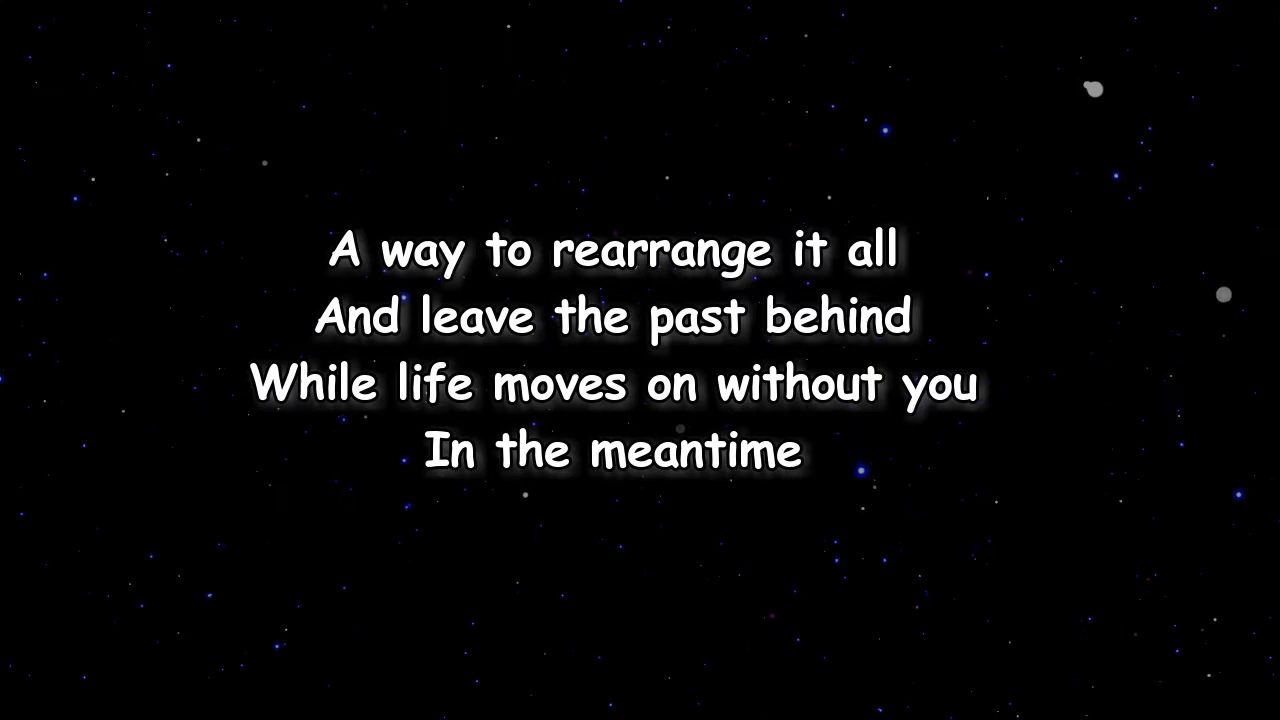 A way to rearrange it all
And leave the past behind
While life moves on without you
In the meantime